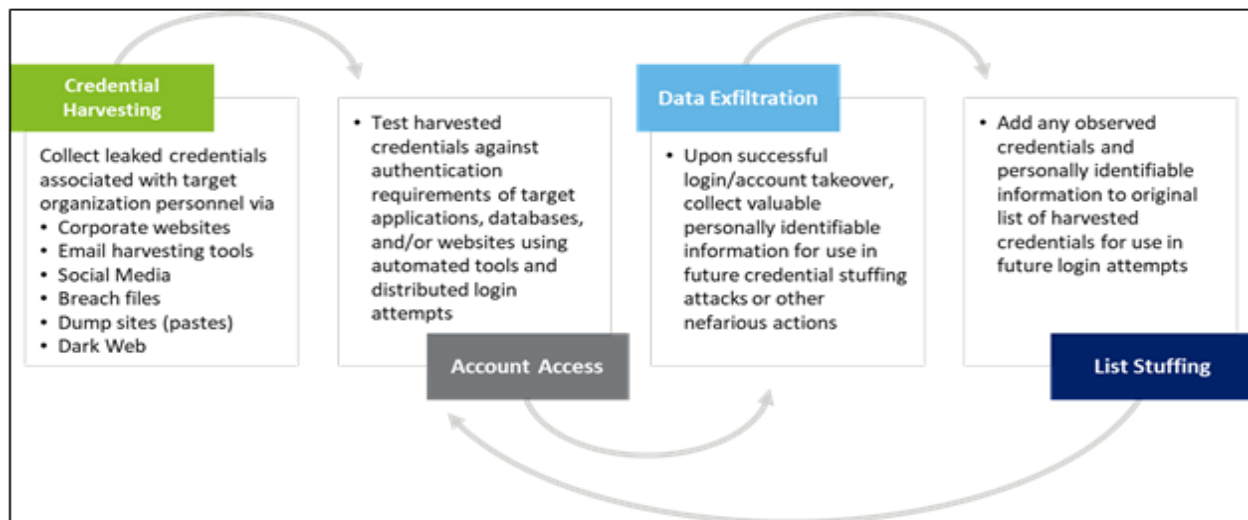 Credential
Harvesting
Collect leaked credentials
associated with target
organization personnel via
• Corporate websites
• Email harvesting tools
• Social Media
• Breach files
• Dump sites (pastes)
• Dark Web
• Test harvested
credentials against
authentication
requirements of target
applications, databases,
and/or websites using
automated tools and
distributed login
attempts
Account Access
Data Exfiltration
• Upon successful
login/account takeover,
collect valuable
personally identifiable
information for use in
future credential stuffing
attacks or other
nefarious actions
• Add any observed
credentials and
personally identifiable
information to original
list of harvested
credentials for use in
future login attempts
List Stuffing